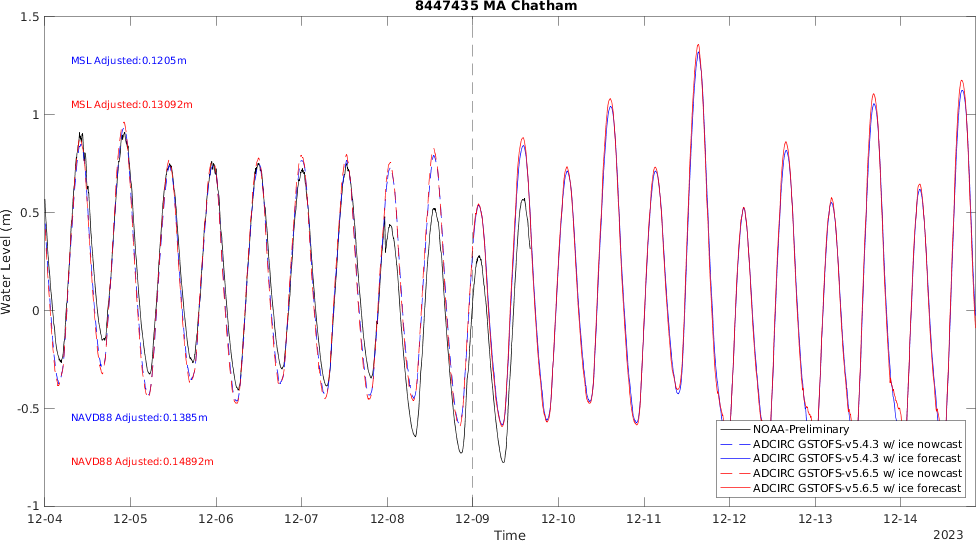 8447435 MA Chatham
1.5
1
0.5
0
-0.5
-1
Water Level (m)
MSL Adjusted:0.1205m
MSL Adjusted:0.13092m
NAVD88 Adjusted:0.1385m
NAVD88 Adjusted:0.14892m
NOAA-Preliminary
ADCIRC GSTOFS-v5.4.3 w/ ice nowcast
ADCIRC GSTOFS-v5.4.3 w/ ice forecast
ADCIRC GSTOFS-v5.6.5 w/ ice nowcast
ADCIRC GSTOFS-v5.6.5 w/ ice forecast
12-04 12-05 12-06 12-07 12-08 12-09 12-10 12-11 12-12 12-13 12-14
Time
2023